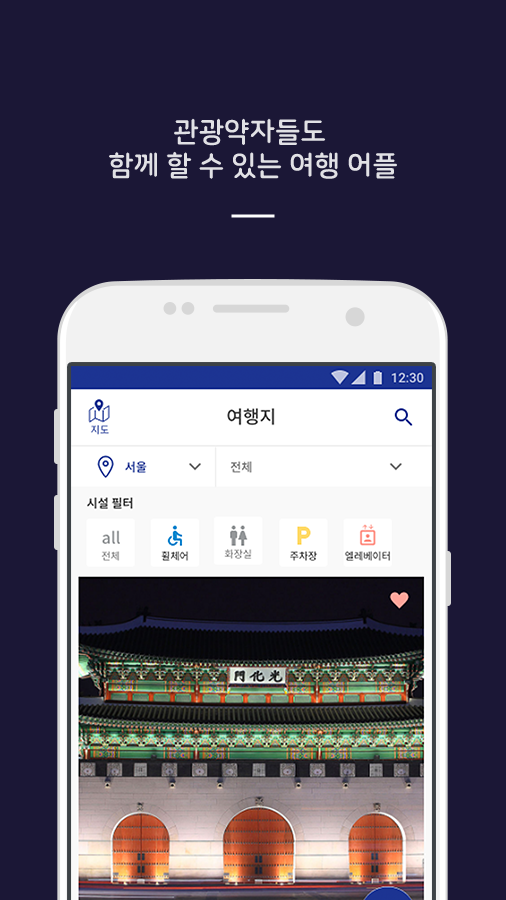 관광약자들도
함께 할 수 있는 여행 어플
12:30
지도
여행지
서울
전체
시설 필터
all
전체
휠체어
화장실
P
주차장
엘레베이터
門化光